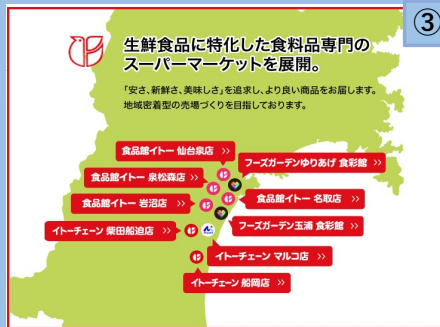 ③
生鮮食品に特化した食料品専門の
スーパーマーケットを展開。
「安さ、新鮮さ、美味しさ」を追求し、より良い商品をお届けします。
地域密着型の売場づくりを目指しております。
食品館イトー 仙台泉店 >>
フーズガーデンゆりあげ 食彩館 >>
食品館イトー 泉松森店 >>
食品館イトー 名取店 >>
食品館イトー 岩沼店 >>
フーズガーデン玉浦 食彩館 >>
イトーチェーン 柴田船迫店 >>
イトーチェーン マルコ店 >>
イトーチェーン 船岡店 >>